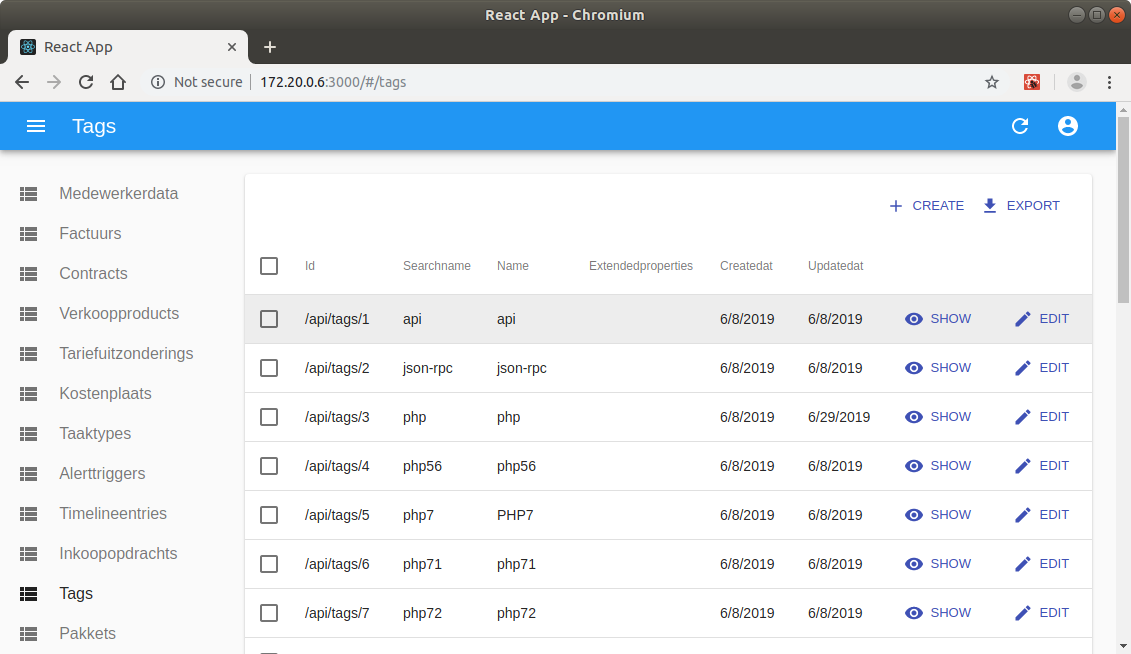 React App - Chromium
React App
Not secure 172.20.0.6:3000/#/tags
Tags
Medewerkerdata
Factuurs
Contracts
Verkoopproducts
Tariefuitzonderings
Kostenplaats
Taaktypes
Alerttriggers
Timelineentries
Inkoopopdrachts
Tags
Pakkets
CREATE EXPORT
Id Searchname Name Extendedproperties Createdat Updatedat
/api/tags/1 api api 6/8/2019 6/8/2019 SHOW EDIT
/api/tags/2 json-rpc json-rpc 6/8/2019 6/8/2019 SHOW EDIT
/api/tags/3 php php 6/8/2019 6/29/2019 SHOW EDIT
/api/tags/4 php56 php56 6/8/2019 6/8/2019 SHOW EDIT
/api/tags/5 php7 PHP7 6/8/2019 6/8/2019 SHOW EDIT
/api/tags/6 php71 php71 6/8/2019 6/8/2019 SHOW EDIT
/api/tags/7 php72 php72 6/8/2019 6/8/2019 SHOW EDIT